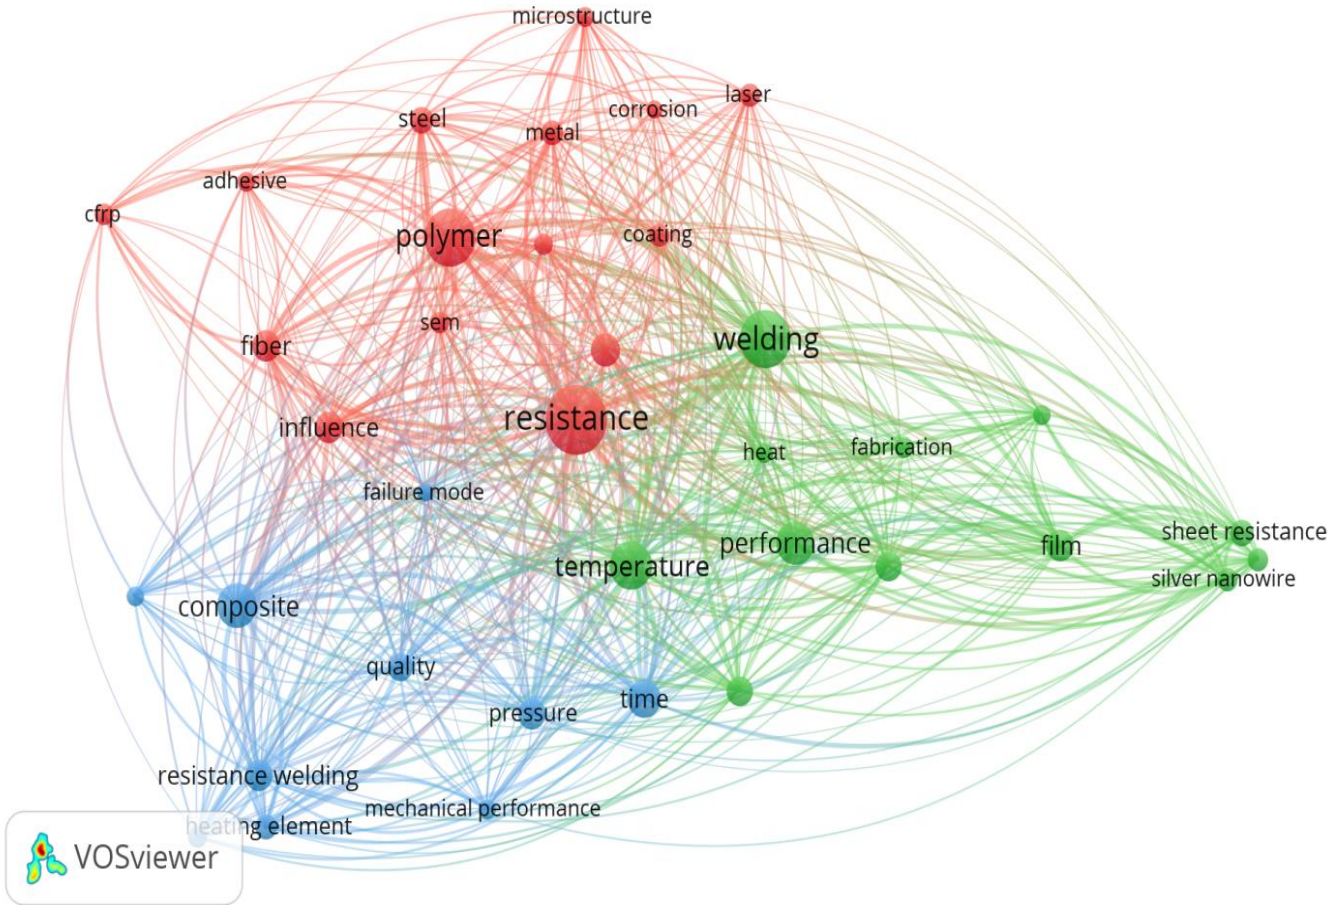 microstructure
laser
corrosion
steel
metal
adhesive
cfrp
polymer
coating
sem
welding
fiber
resistance
influence
heat
fabrication
failure mode
sheet resistance
performance
film
temperature
silver nanowire
composite
quality
time
pressure
resistance welding
mechanical performance
heating element
VOSviewer